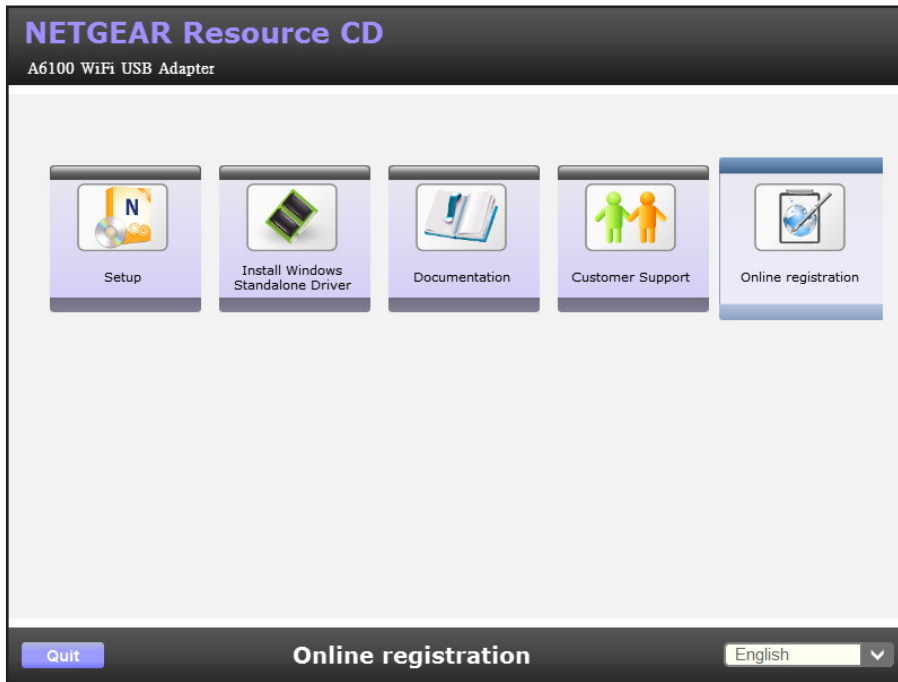 NETGEAR Resource CD
A6100 WiFi USB Adapter
N
Setup
Install Windows
Standalone Driver
Documentation
Customer Support
Online registration
Quit
Online registration
English